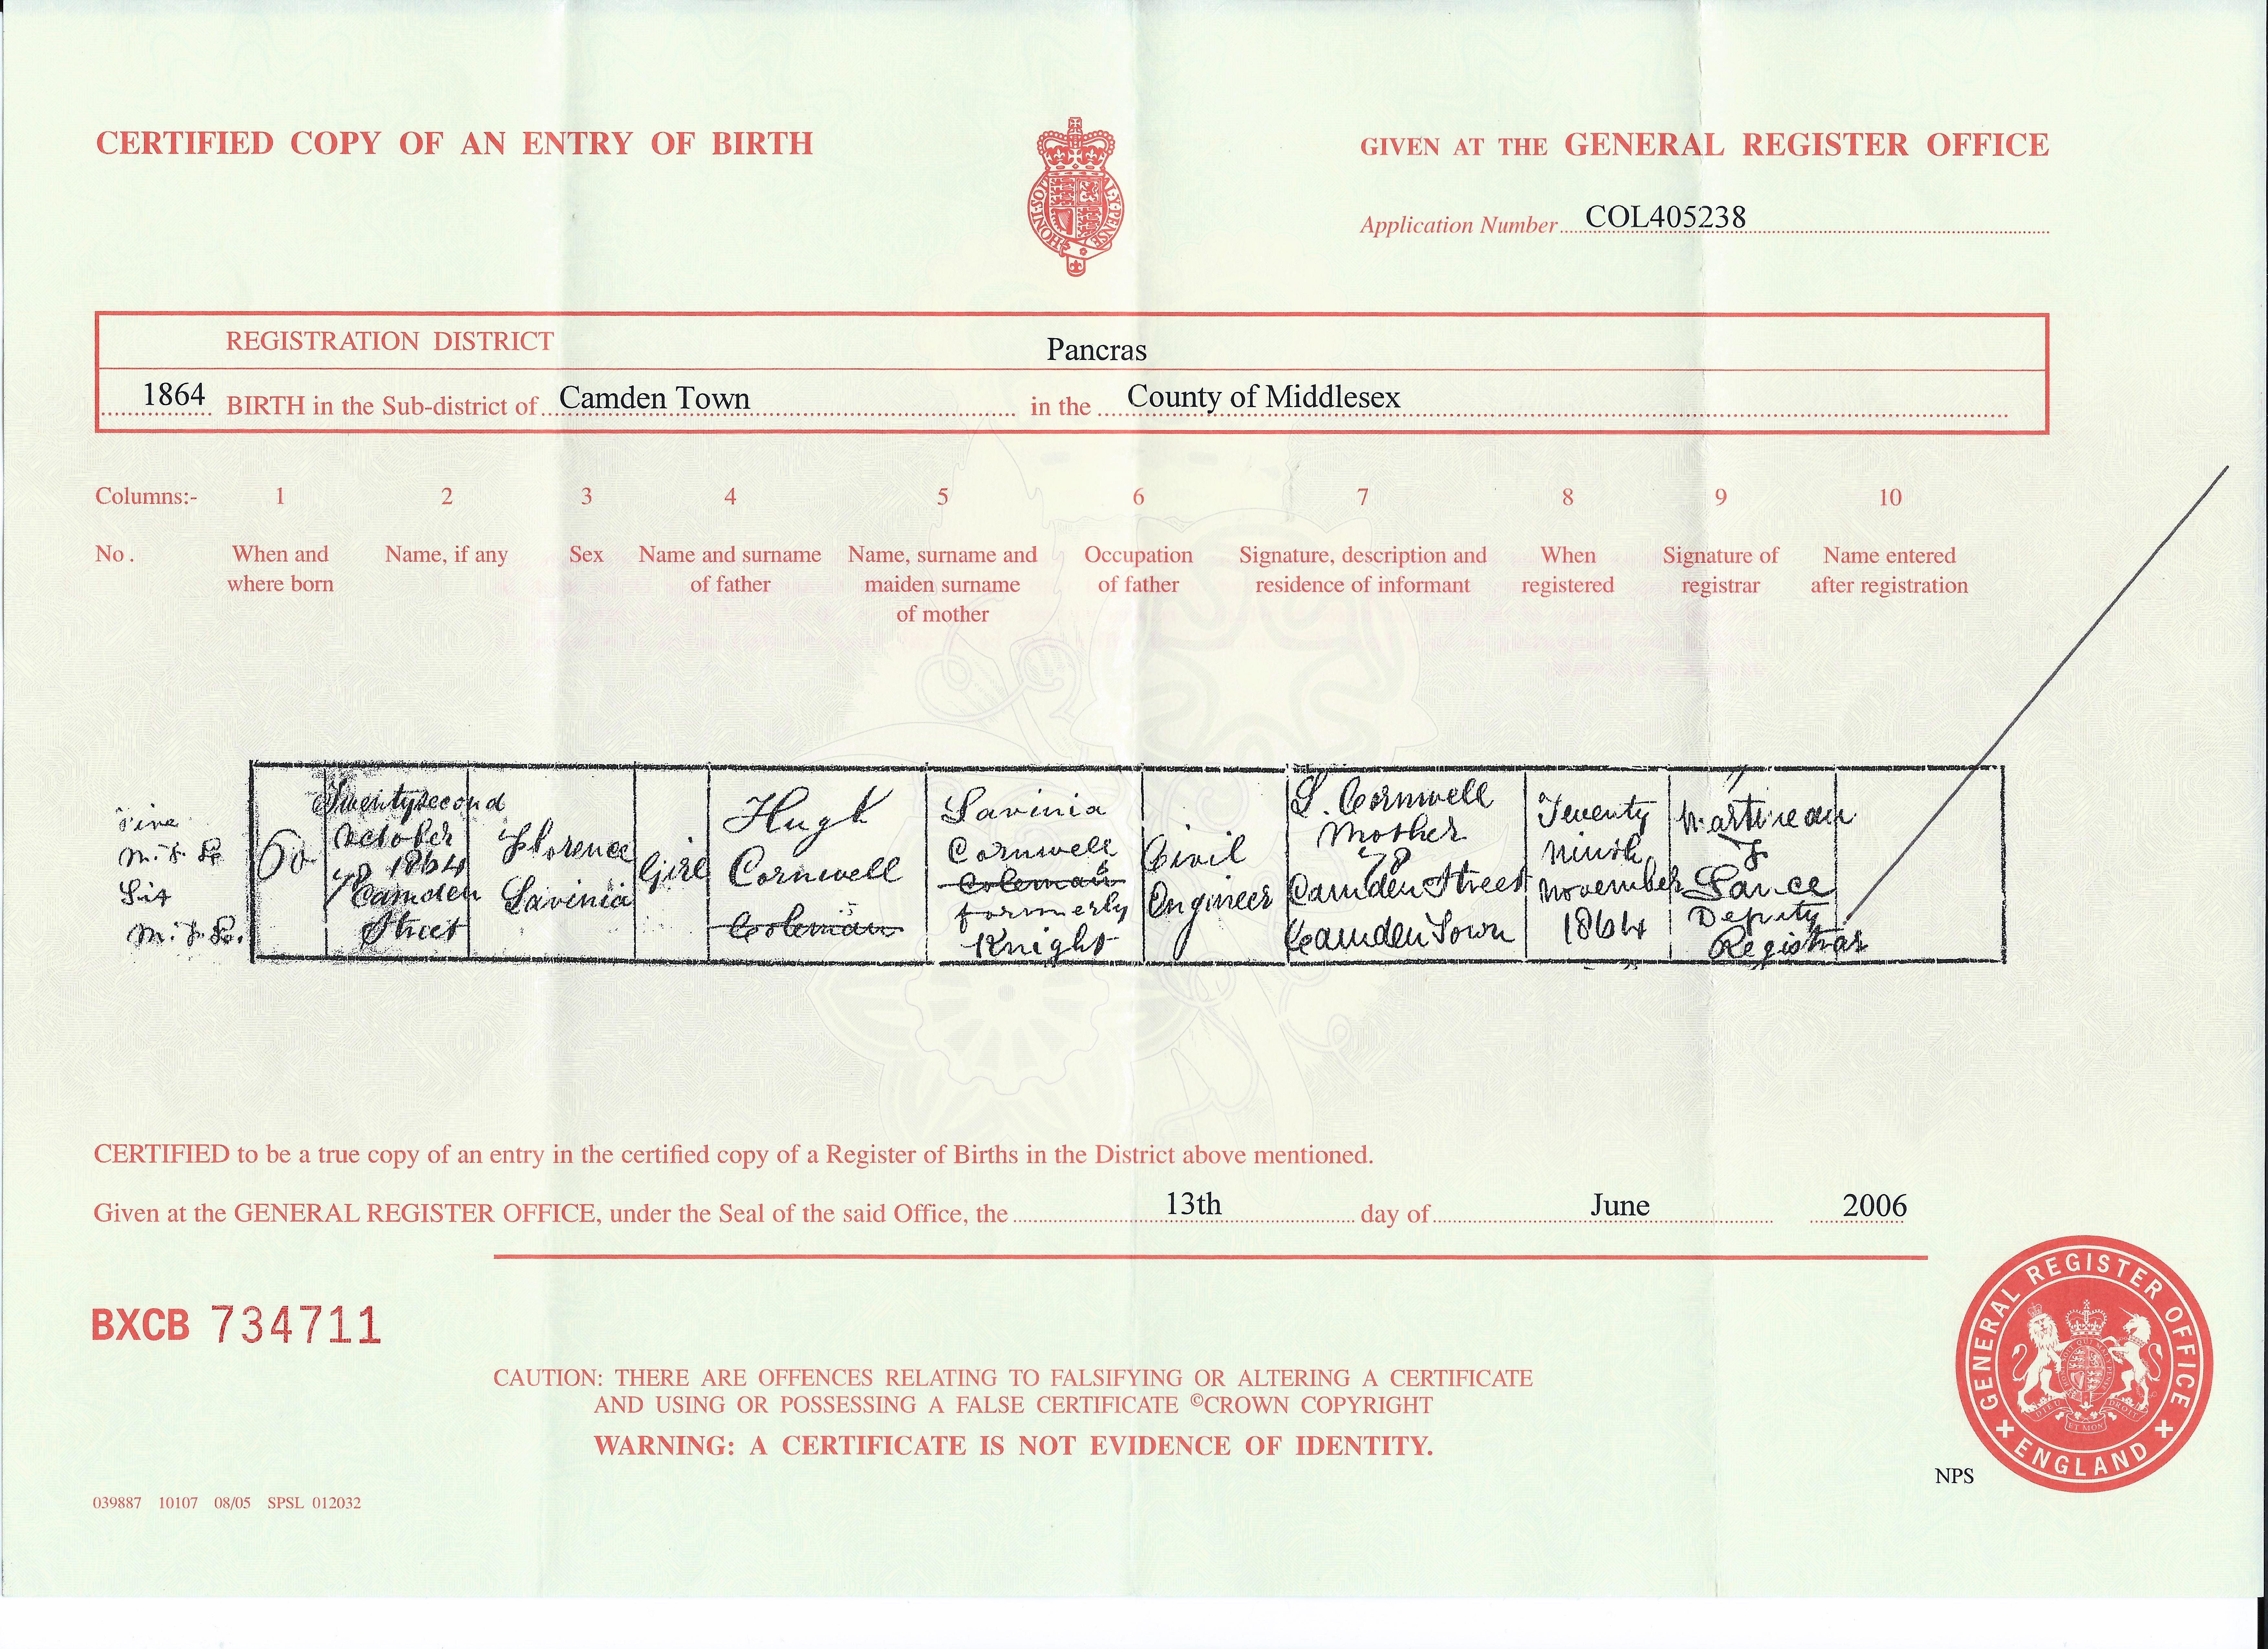 CERTIFIED COPY OF AN ENTRY OF BIRTH
GIVEN AT THE GENERAL REGISTER OFFICE
Application Number COL405238
REGISTRATION DISTRICT Pancras
1864 BIRTH in the Sub-district of Camden Town in the County of Middlesex
Columns:- 1 2 3 4 5 6 7 8 9 10
No. When and where born
Name, if any
Sex
Name and surname of father
Name, surname and maiden surname of mother
Occupation of father
Signature, description and residence of informant
When registered
Signature of registrar
Name entered after registration
M. J. L.
M. J. L.
60
Twentysecond
October
1864
78 Camden
Street
Florence
Lavinia
Girl
Hugh
Cornwell
Coleman
Lavinia
Cornwell
Coleman
formerly
Knight
Civil
Engineer
L. Cornwell
Mother
78
Camden Street
Camden Town
Twenty
ninth
November
1864
Martineau
J
Lance
Deputy
Registrar
CERTIFIED to be a true copy of an entry in the certified copy of a Register of Births in the District above mentioned.
Given at the GENERAL REGISTER OFFICE, under the Seal of the said Office, the 13th day of June 2006
BXCB 734711
CAUTION: THERE ARE OFFENCES RELATING TO FALSIFYING OR ALTERING A CERTIFICATE
AND USING OR POSSESSING A FALSE CERTIFICATE ©CROWN COPYRIGHT
WARNING: A CERTIFICATE IS NOT EVIDENCE OF IDENTITY.
GENERAL REGISTER OFFICE
ENGLAND
NPS
039887 10107 08/05 SPSL 012032